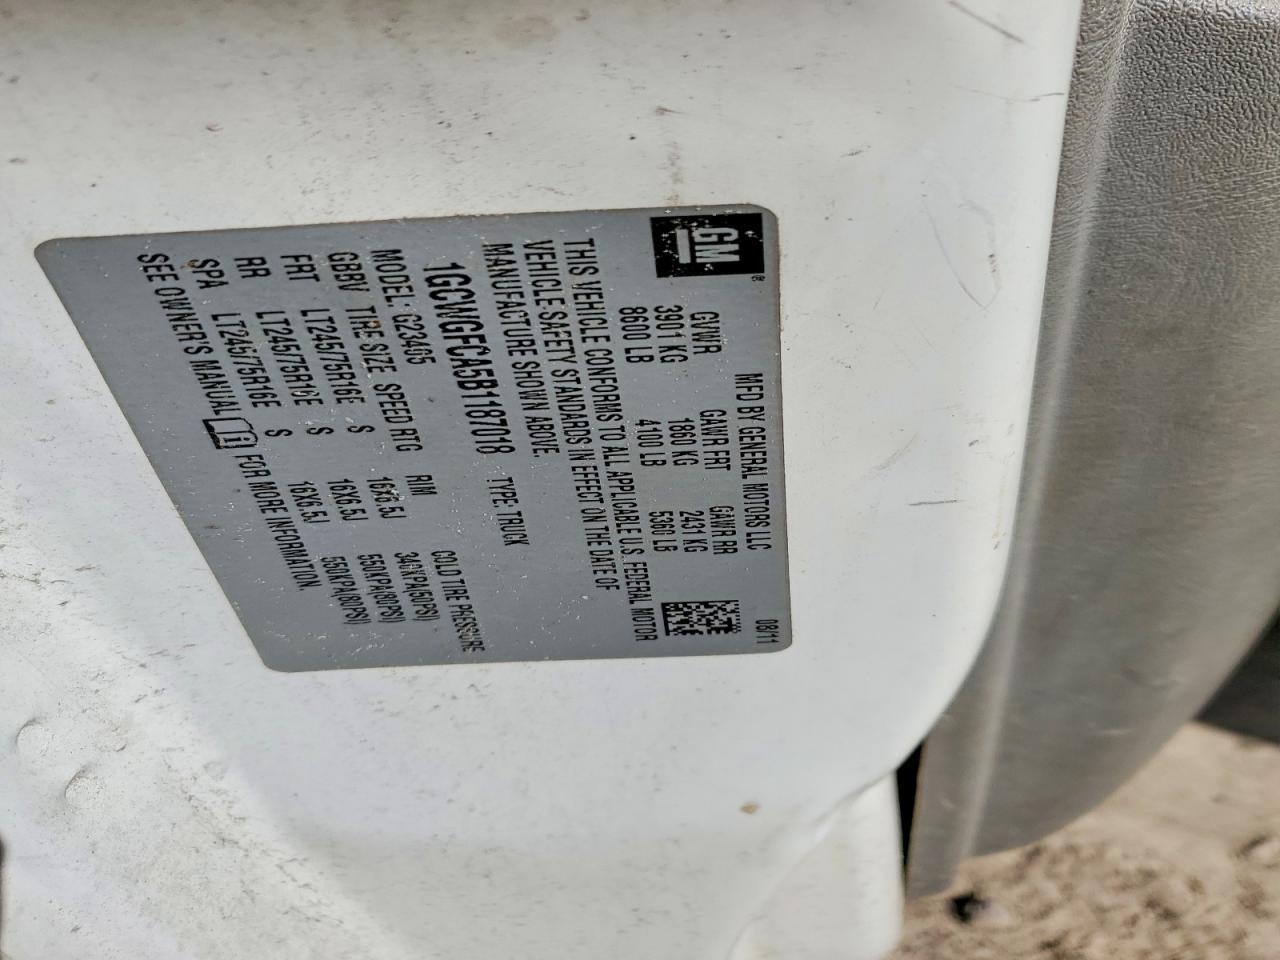 GM
MFD BY GENERAL MOTORS LLC 08/11
GVWR GAWR FRT GAWR RR
3901 KG 1860 KG 2431 KG
8600 LB 4100 LB 5360 LB
THIS VEHICLE CONFORMS TO ALL APPLICABLE U.S. FEDERAL MOTOR
VEHICLE SAFETY STANDARDS IN EFFECT ON THE DATE OF
MANUFACTURE SHOWN ABOVE.
1GCWGFCA5B1187018 TYPE: TRUCK
MODEL: G23405
GBBV TIRE SIZE SPEED RTG RIM COLD TIRE PRESSURE
FRT LT245/75R16E S 16X6.5J 340KPA(50PSI)
RR LT245/75R16E S 16X6.5J 550KPA(80PSI)
SPA LT245/75R16E S 16X6.5J 550KPA(80PSI)
SEE OWNER'S MANUAL FOR MORE INFORMATION.